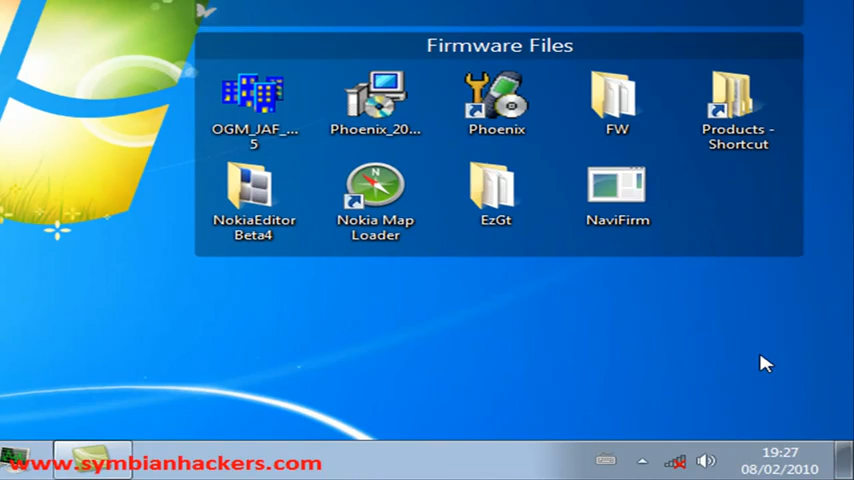 Firmware Files
OGM_JAF_...
5
Phoenix_20...
Phoenix
FW
Products -
Shortcut
NokiaEditor
Beta4
Nokia Map
Loader
EzGt
NaviFirm
N
19:27
08/02/2010
www.symbianhackers.com